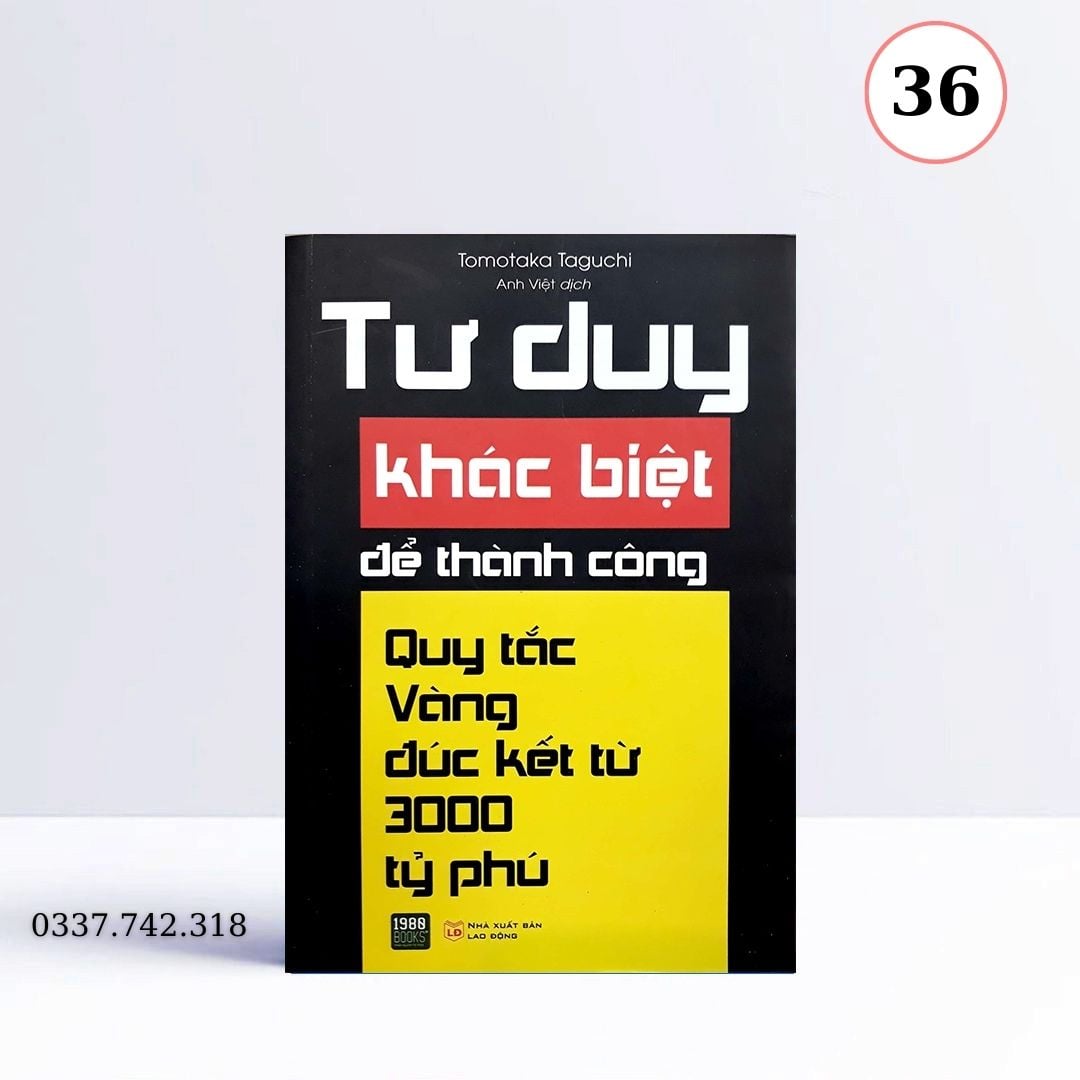 36
Tomotaka Taguchi
Anh Việt dịch
Tư duy
khác biệt
để thành công
Quy tắc
Vàng
đúc kết từ
3000
tỷ phú
1980
BOOKS
NHÀ XUẤT BẢN
LAO ĐỘNG
LĐ
0337.742.318